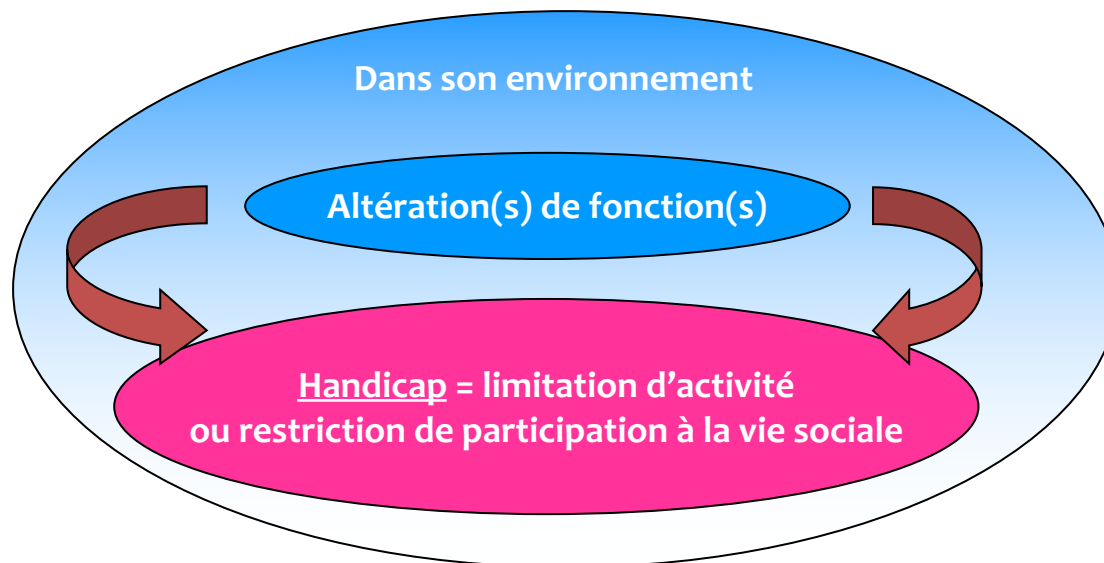 Dans son environnement
Altération(s) de fonction(s)
Handicap = limitation d’activité
ou restriction de participation à la vie sociale